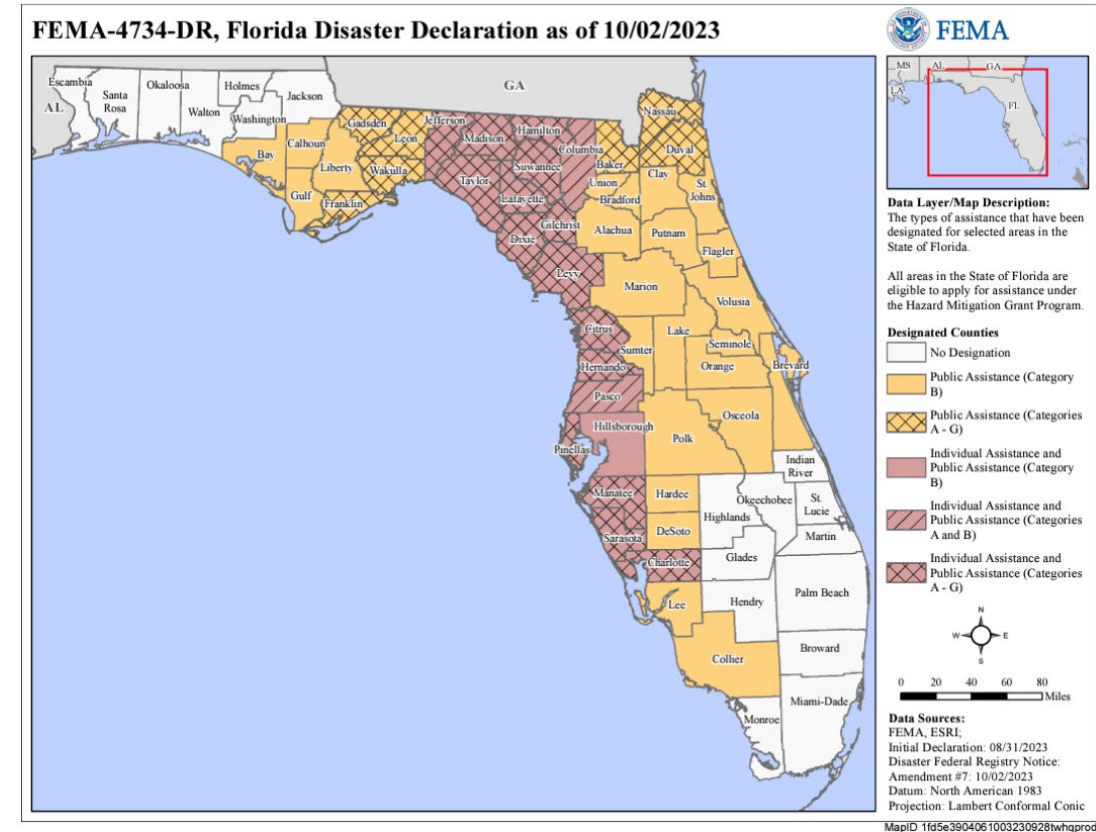 FEMA-4734-DR, Florida Disaster Declaration as of 10/02/2023
FEMA
MS
AL
GA
LA
FL
Data Layer/Map Description:
The types of assistance that have been
designated for selected areas in the
State of Florida.
All areas in the State of Florida are
eligible to apply for assistance under
the Hazard Mitigation Grant Program.
Designated Counties
No Designation
Public Assistance (Category
B)
Public Assistance (Categories
A - G)
Individual Assistance and
Public Assistance (Category
B)
Individual Assistance and
Public Assistance (Categories
A and B)
Individual Assistance and
Public Assistance (Categories
A - G)
N
W
E
S
0 20 40 60 80
Miles
Data Sources:
FEMA, ESRI;
Initial Declaration: 08/31/2023
Disaster Federal Registry Notice:
Amendment #7: 10/02/2023
Datum: North American 1983
Projection: Lambert Conformal Conic
MapID 1fd5e3904061003230928twhqprod
AL
GA
Escambia
Santa
Rosa
Okaloosa
Walton
Holmes
Washington
Jackson
Bay
Calhoun
Gulf
Liberty
Gadsden
Leon
Wakulla
Franklin
Jefferson
Madison
Hamilton
Columbia
Taylor
Suwannee
Lafayette
Gilchrist
Dixie
Levy
Nassau
Duval
Baker
Union
Clay
Bradford
St.
Johns
Alachua
Putnam
Flagler
Marion
Volusia
Citrus
Sumter
Lake
Seminole
Hernando
Orange
Brevard
Pasco
Hillsborough
Pinellas
Polk
Osceola
Indian
River
Manatee
Hardee
Okeechobee
St.
Lucie
Highlands
Sarasota
DeSoto
Martin
Charlotte
Glades
Lee
Hendry
Palm Beach
Collier
Broward
Monroe
Miami-Dade